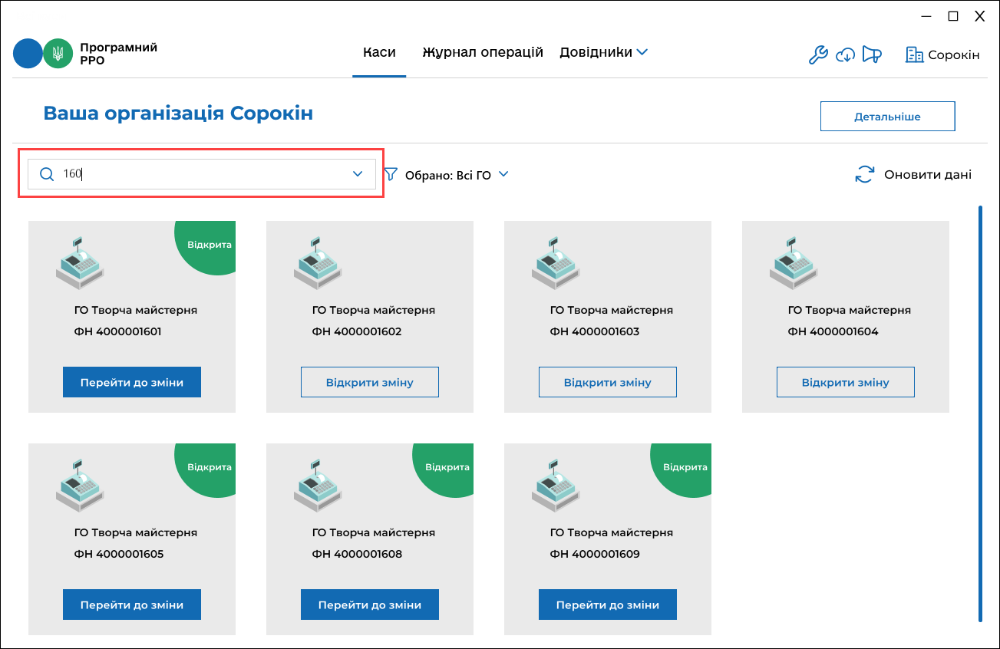 Програмний
РРО
Каси
Журнал операцій
Довідники
Сорокін
Ваша організація Сорокін
Детальніше
160
Обрано: Всі ГО
Оновити дані
Відкрита
ГО Творча майстерня
ФН 4000001601
Перейти до зміни
ГО Творча майстерня
ФН 4000001602
Відкрити зміну
ГО Творча майстерня
ФН 4000001603
Відкрити зміну
ГО Творча майстерня
ФН 4000001604
Відкрити зміну
Відкрита
ГО Творча майстерня
ФН 4000001605
Перейти до зміни
Відкрита
ГО Творча майстерня
ФН 4000001608
Перейти до зміни
Відкрита
ГО Творча майстерня
ФН 4000001609
Перейти до зміни